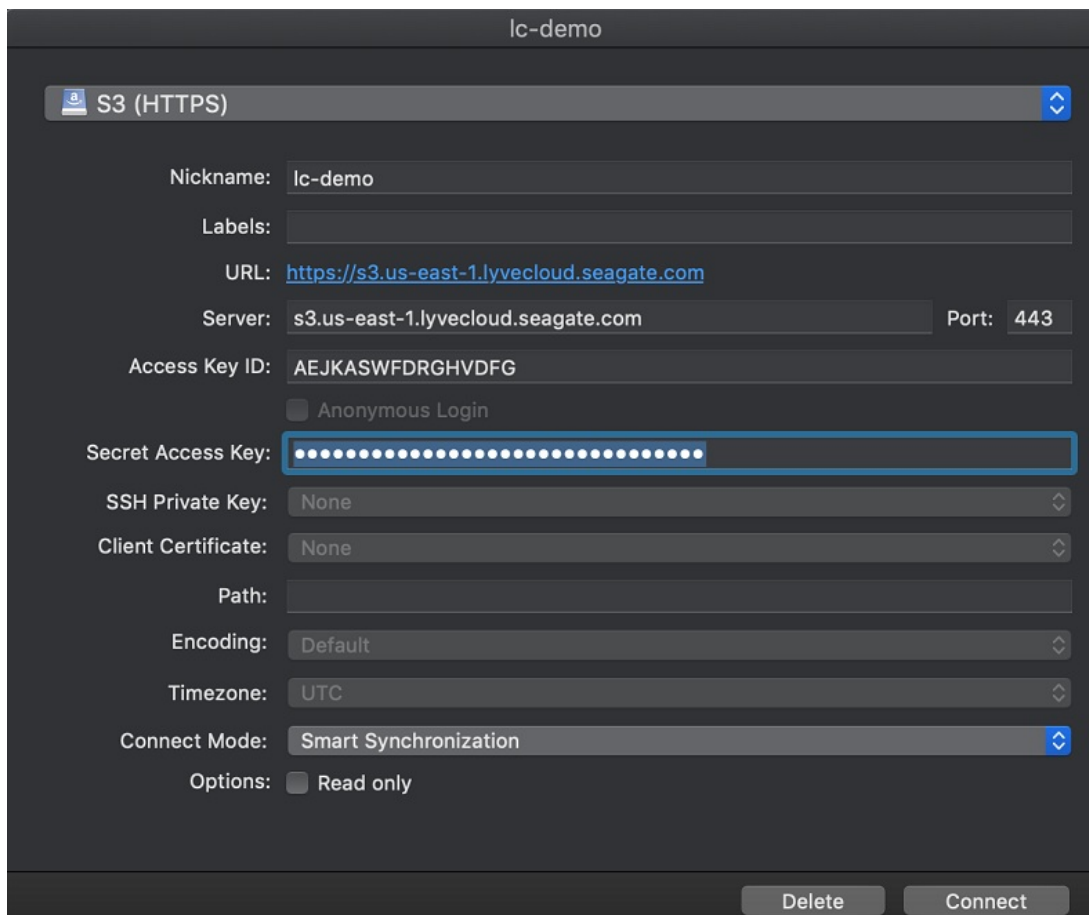 lc-demo
S3 (HTTPS)
Nickname: lc-demo
Labels:
URL: https://s3.us-east-1.lyvecloud.seagate.com
Server: s3.us-east-1.lyvecloud.seagate.com Port: 443
Access Key ID: AEJKASWFDRGHVDFG
Anonymous Login
Secret Access Key: ••••••••••••••••••••••••••••••••
SSH Private Key: None
Client Certificate: None
Path:
Encoding: Default
Timezone: UTC
Connect Mode: Smart Synchronization
Options: Read only
Delete Connect